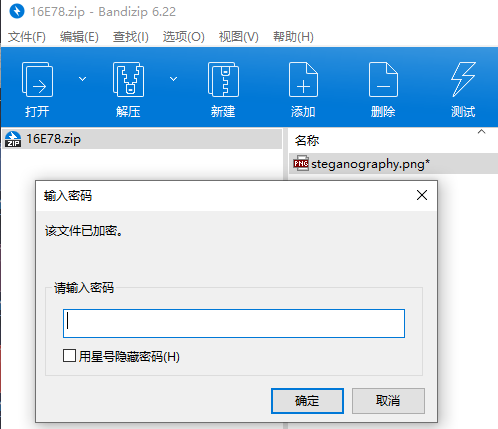 16E78.zip - Bandizip 6.22
文件(F) 编辑(E) 查找(I) 选项(O) 视图(V) 帮助(H)
打开 解压 新建 添加 删除 测试
16E78.zip
ZIP
名称
PNG
steganography.png*
输入密码
该文件已加密。
请输入密码
用星号隐藏密码(H)
确定 取消